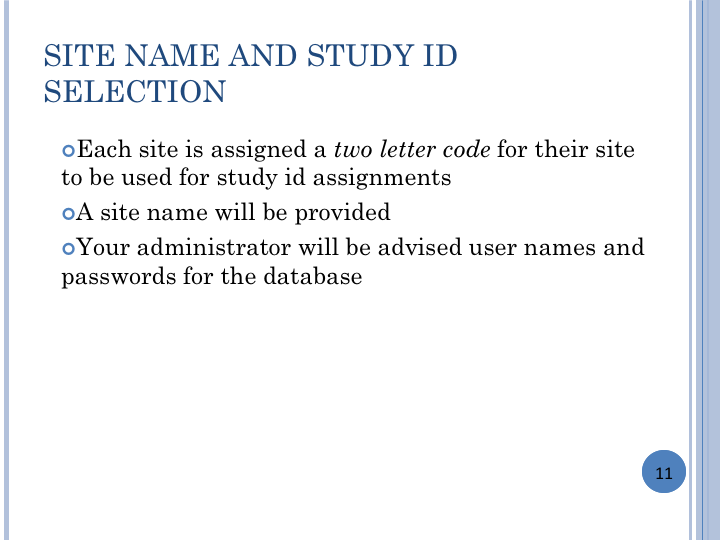 SITE NAME AND STUDY ID
SELECTION
Each site is assigned a two letter code for their site
to be used for study id assignments
A site name will be provided
Your administrator will be advised user names and
passwords for the database
11